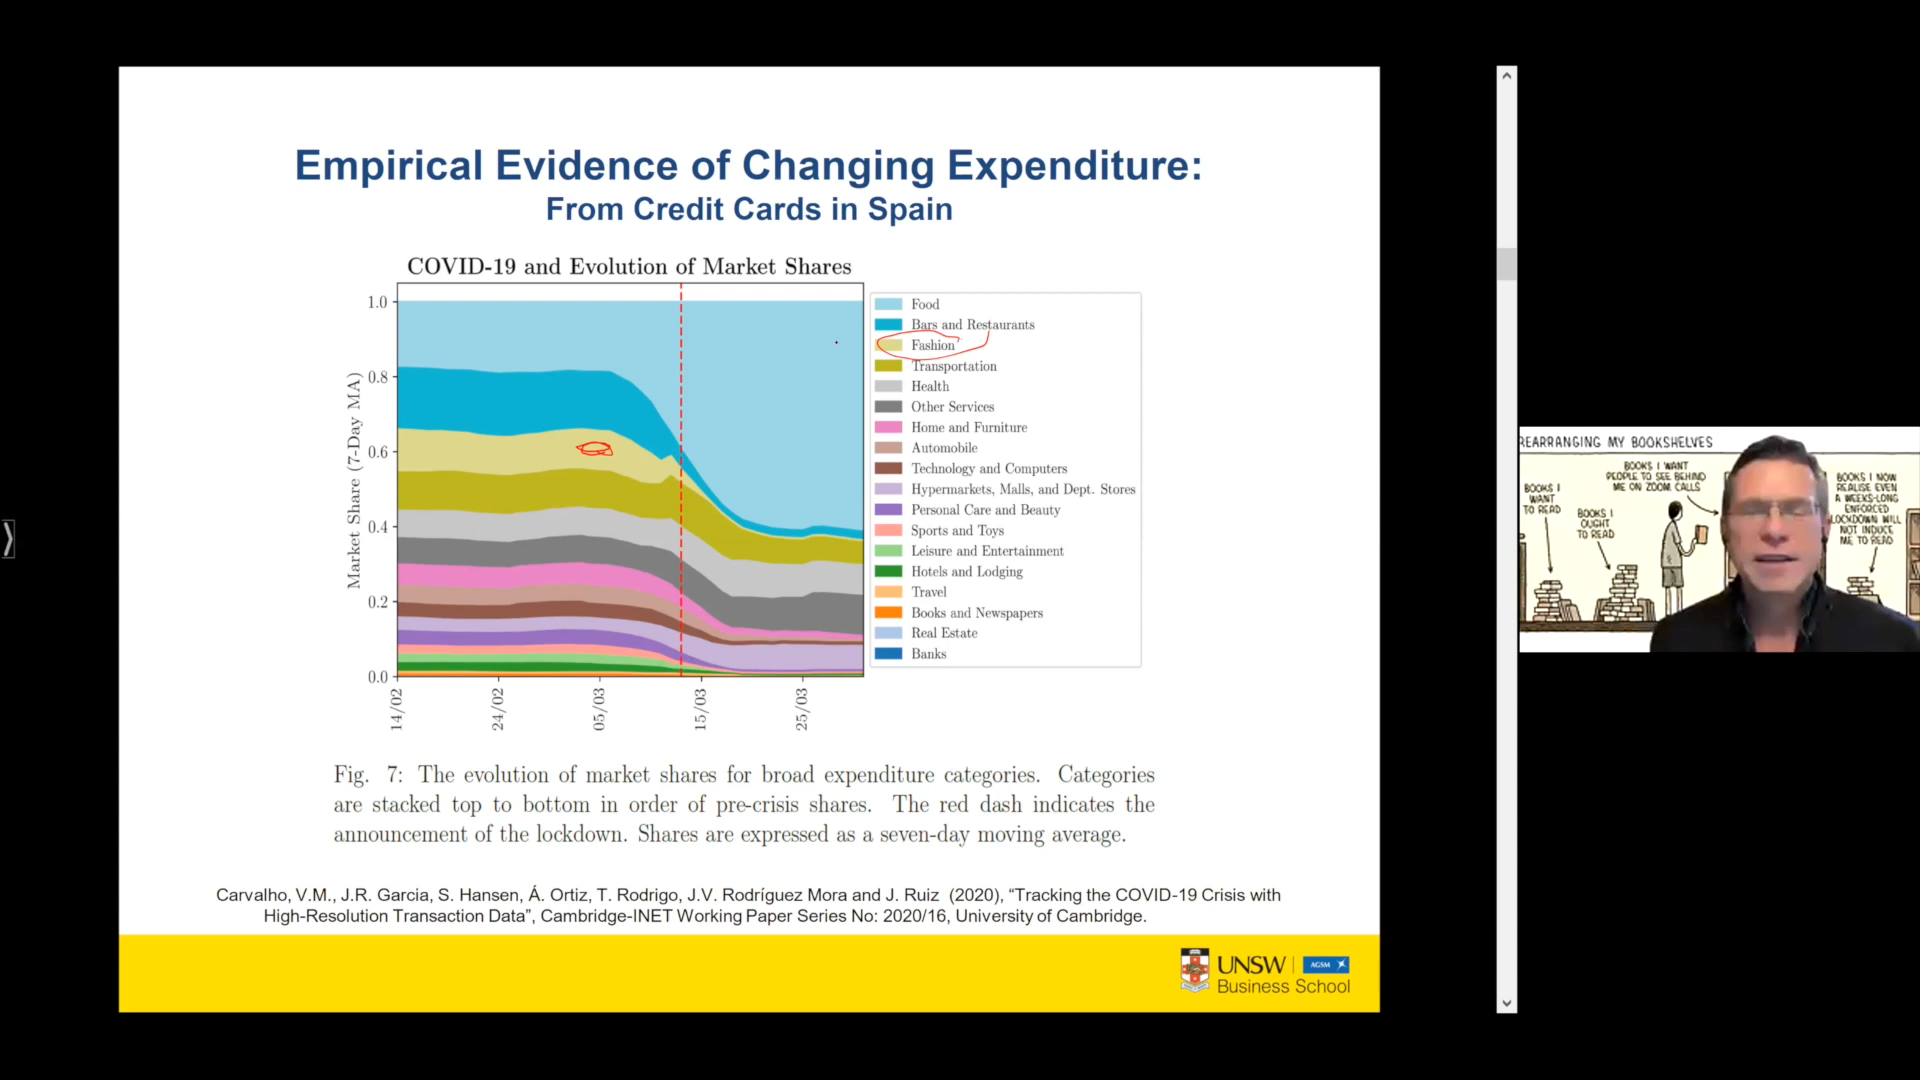 Empirical Evidence of Changing Expenditure:
From Credit Cards in Spain
COVID-19 and Evolution of Market Shares
Market Share (7-Day MA)
1.0
0.8
0.6
0.4
0.2
0.0
14/02
24/02
05/03
15/03
25/03
Food
Bars and Restaurants
Fashion
Transportation
Health
Other Services
Home and Furniture
Automobile
Technology and Computers
Hypermarkets, Malls, and Dept. Stores
Personal Care and Beauty
Sports and Toys
Leisure and Entertainment
Hotels and Lodging
Travel
Books and Newspapers
Real Estate
Banks
Fig. 7: The evolution of market shares for broad expenditure categories. Categories
are stacked top to bottom in order of pre-crisis shares. The red dash indicates the
announcement of the lockdown. Shares are expressed as a seven-day moving average.
Carvalho, V.M., J.R. Garcia, S. Hansen, Á. Ortiz, T. Rodrigo, J.V. Rodríguez Mora and J. Ruiz (2020), “Tracking the COVID-19 Crisis with
High-Resolution Transaction Data”, Cambridge-INET Working Paper Series No: 2020/16, University of Cambridge.
UNSW
AGSM
Business School
REARRANGING MY BOOKSHELVES
BOOKS I
WANT
TO READ
BOOKS I
OUGHT
TO READ
BOOKS I WANT
PEOPLE TO SEE BEHIND
ME ON ZOOM CALLS
BOOKS I NOW
REALISE EVEN
A WEEKS-LONG
ENFORCED
LOCKDOWN WILL
NOT INDUCE
ME TO READ